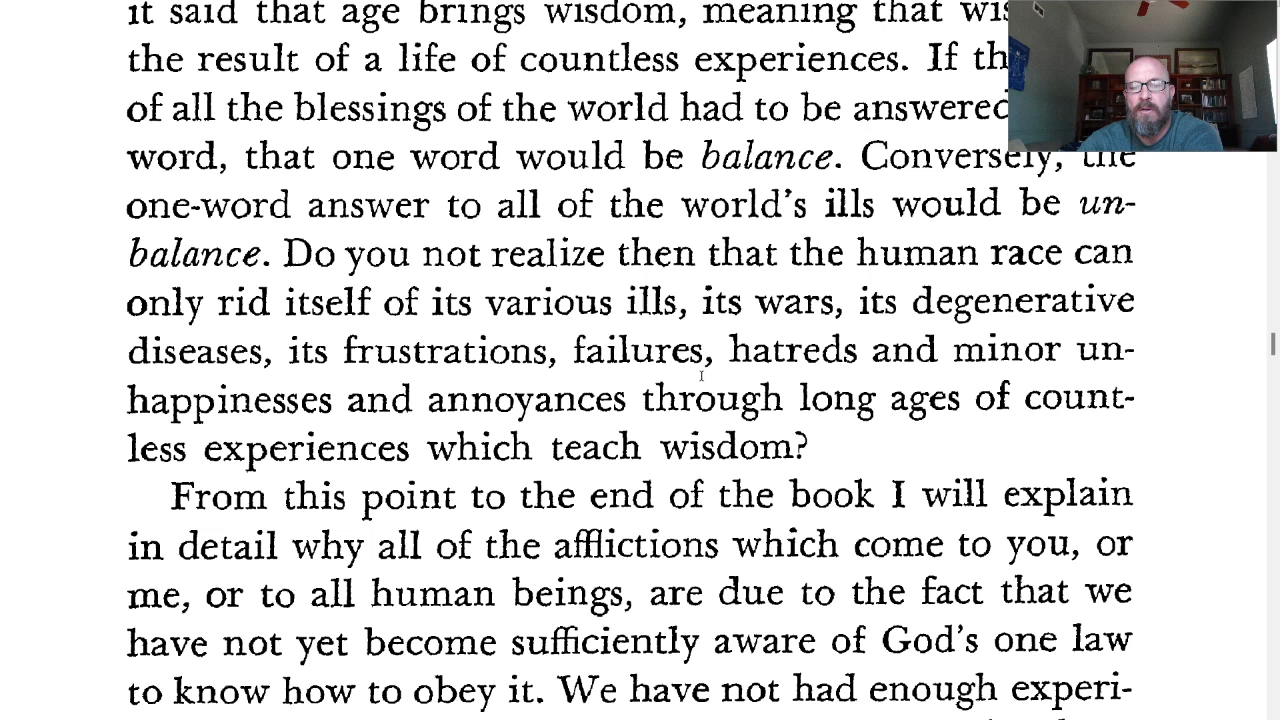 it said that age brings wisdom, meaning that
the result of a life of countless experiences. If
of all the blessings of the world had to be answered
word, that one word would be balance. Conversely, the
one-word answer to all of the world's ills would be un-
balance. Do you not realize then that the human race can
only rid itself of its various ills, its wars, its degenerative
diseases, its frustrations, failures, hatreds and minor un-
happinesses and annoyances through long ages of count-
less experiences which teach wisdom?
From this point to the end of the book I will explain
in detail why all of the afflictions which come to you, or
me, or to all human beings, are due to the fact that we
have not yet become sufficiently aware of God's one law
to know how to obey it. We have not had enough experi-